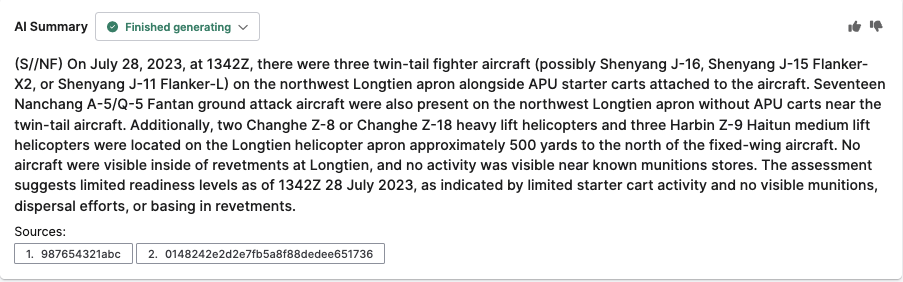 AI Summary Finished generating
(S//NF) On July 28, 2023, at 1342Z, there were three twin-tail fighter aircraft (possibly Shenyang J-16, Shenyang J-15 Flanker-
X2, or Shenyang J-11 Flanker-L) on the northwest Longtien apron alongside APU starter carts attached to the aircraft. Seventeen
Nanchang A-5/Q-5 Fantan ground attack aircraft were also present on the northwest Longtien apron without APU carts near the
twin-tail aircraft. Additionally, two Changhe Z-8 or Changhe Z-18 heavy lift helicopters and three Harbin Z-9 Haitun medium lift
helicopters were located on the Longtien helicopter apron approximately 500 yards to the north of the fixed-wing aircraft. No
aircraft were visible inside of revetments at Longtien, and no activity was visible near known munitions stores. The assessment
suggests limited readiness levels as of 1342Z 28 July 2023, as indicated by limited starter cart activity and no visible munitions,
dispersal efforts, or basing in revetments.
Sources:
1. 987654321abc 2. 0148242e2d2e7fb5a8f88dedee651736